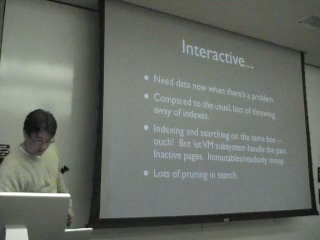 Interactive...
Need data now when there's a problem
Compared to the usual, lots of throwing
away of indexes.
Indexing and searching on the same box –
ouch! But let VM subsystem handle the pain.
Inactive pages. Immutable/readonly mmap
Lots of pruning in search